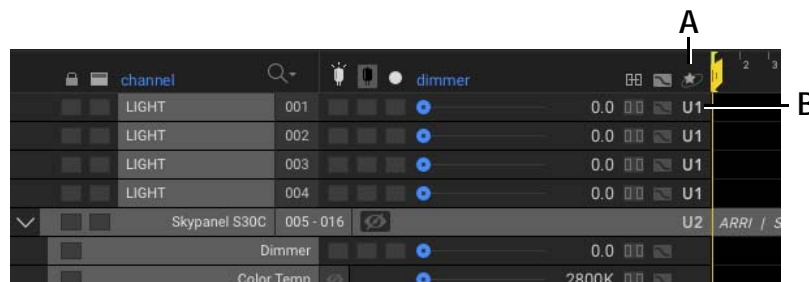 A
channel dimmer 2 3
LIGHT 001 0.0 U1 B
LIGHT 002 0.0 U1
LIGHT 003 0.0 U1
LIGHT 004 0.0 U1
Skypanel S30C 005 - 016 U2 ARRI / S
Dimmer 0.0
Color Temp 2800K